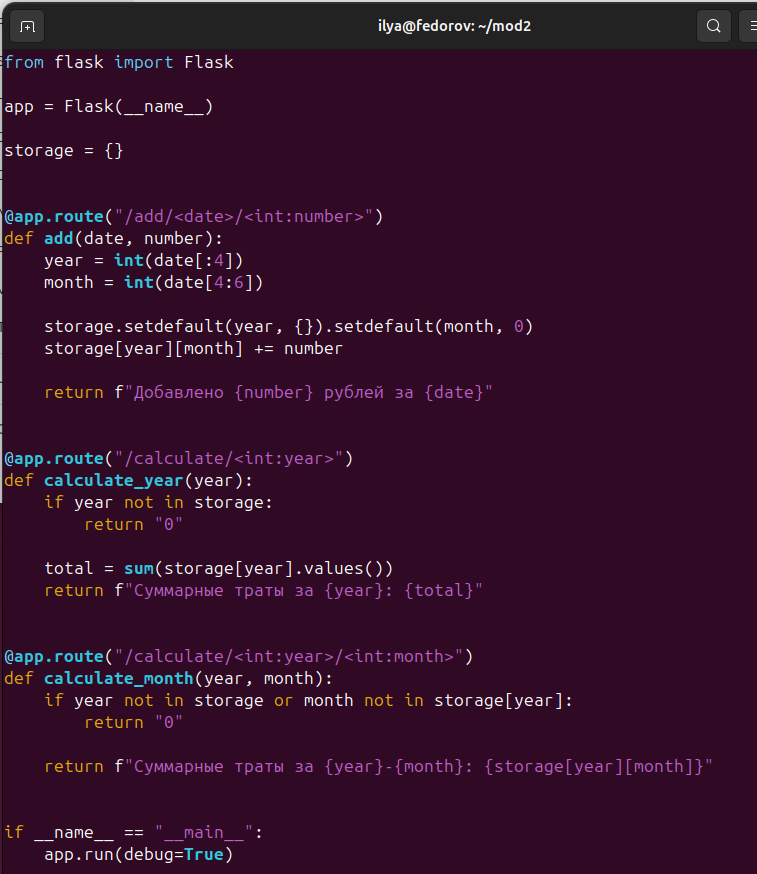 ilya@fedorov: ~/mod2
from flask import Flask
app = Flask(__name__)
storage = {}
@app.route("/add/<date>/<int:number>")
def add(date, number):
    year = int(date[:4])
    month = int(date[4:6])
    storage.setdefault(year, {}).setdefault(month, 0)
    storage[year][month] += number
    return f"Добавлено {number} рублей за {date}"
@app.route("/calculate/<int:year>")
def calculate_year(year):
    if year not in storage:
        return "0"
    total = sum(storage[year].values())
    return f"Суммарные траты за {year}: {total}"
@app.route("/calculate/<int:year>/<int:month>")
def calculate_month(year, month):
    if year not in storage or month not in storage[year]:
        return "0"
    return f"Суммарные траты за {year}-{month}: {storage[year][month]}"
if __name__ == "__main__":
    app.run(debug=True)